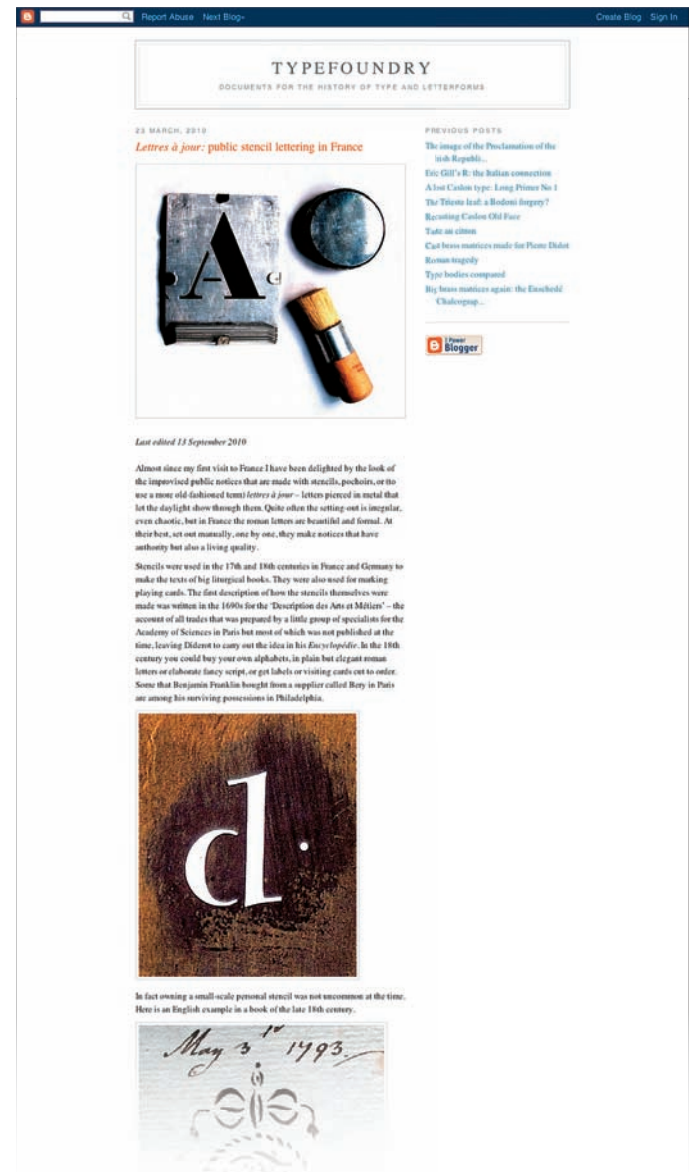 Report Abuse Next Blog»
Create Blog Sign In
TYPEFOUNDRY
DOCUMENTS FOR THE HISTORY OF TYPE AND LETTERFORMS
23 MARCH, 2010
Lettres à jour: public stencil lettering in France
A
d
Last edited 13 September 2010
Almost since my first visit to France I have been delighted by the look of
the improvised public notices that are made with stencils, pochoirs, or (to
use a more old-fashioned term) lettres à jour – letters pierced in metal that
let the daylight show through them. Quite often the setting-out is irregular,
even chaotic, but in France the roman letters are beautiful and formal. At
their best, set out manually, one by one, they make notices that have
authority but also a living quality.
Stencils were used in the 17th and 18th centuries in France and Germany to
make the texts of big liturgical books. They were also used for marking
playing cards. The first description of how the stencils themselves were
made was written in the 1690s for the ‘Description des Arts et Métiers’ – the
account of all trades that was prepared by a little group of specialists for the
Academy of Sciences in Paris but most of which was not published at the
time, leaving Diderot to carry out the idea in his Encyclopédie. In the 18th
century you could buy your own alphabets, in plain but elegant roman
letters or elaborate fancy script, or get labels or visiting cards cut to order.
Some that Benjamin Franklin bought from a supplier called Bery in Paris
are among his surviving possessions in Philadelphia.
d.
In fact owning a small-scale personal stencil was not uncommon at the time.
Here is an English example in a book of the late 18th century.
May 3rd 1793.
PREVIOUS POSTS
The image of the Proclamation of the
Irish Republi...
Eric Gill's R: the Italian connection
A lost Caslon type: Long Primer No 1
The Trieste leaf: a Bodoni forgery?
Recasting Caslon Old Face
Taste an citron
Cast brass matrices made for Pierre Didot
Roman tragedy
Type bodies compared
Big brass matrices again: the Enschedé
Chalcograp...
I Power
Blogger